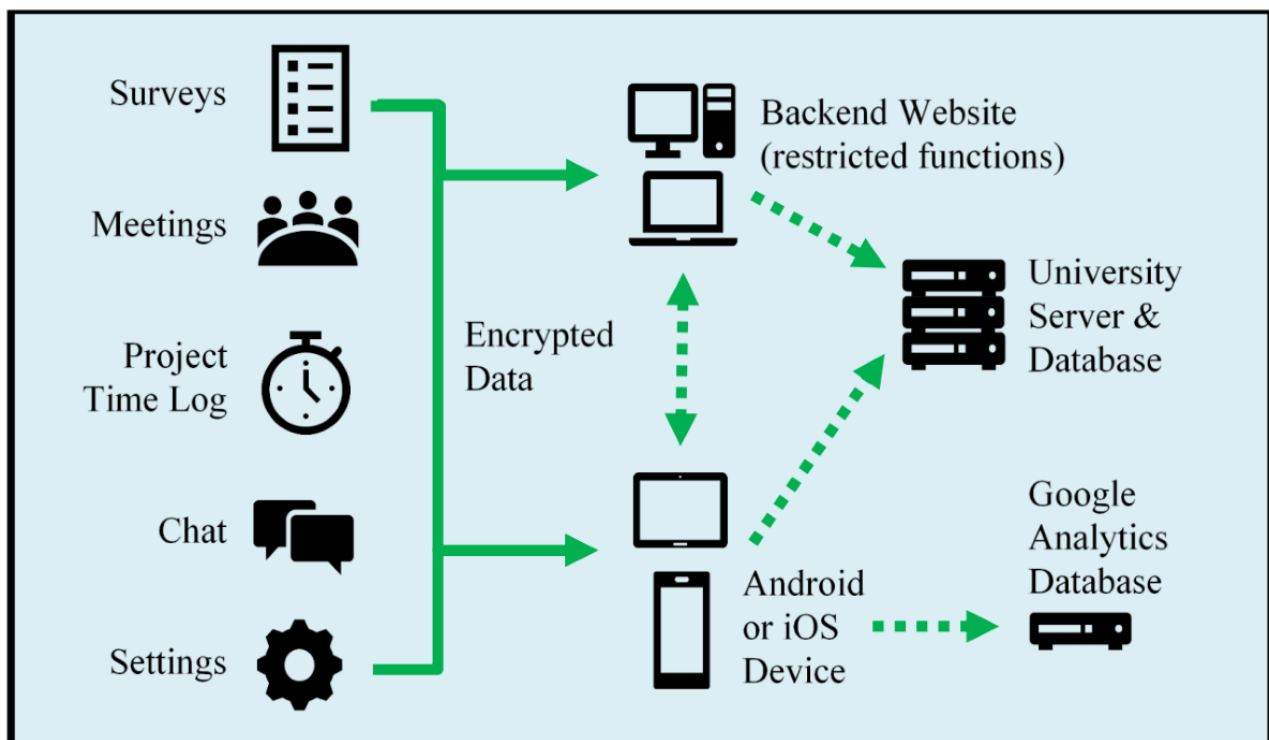 Surveys
Meetings
Project
Time Log
Chat
Settings
Encrypted
Data
Backend Website
(restricted functions)
University
Server &
Database
Android
or iOS
Device
Google
Analytics
Database